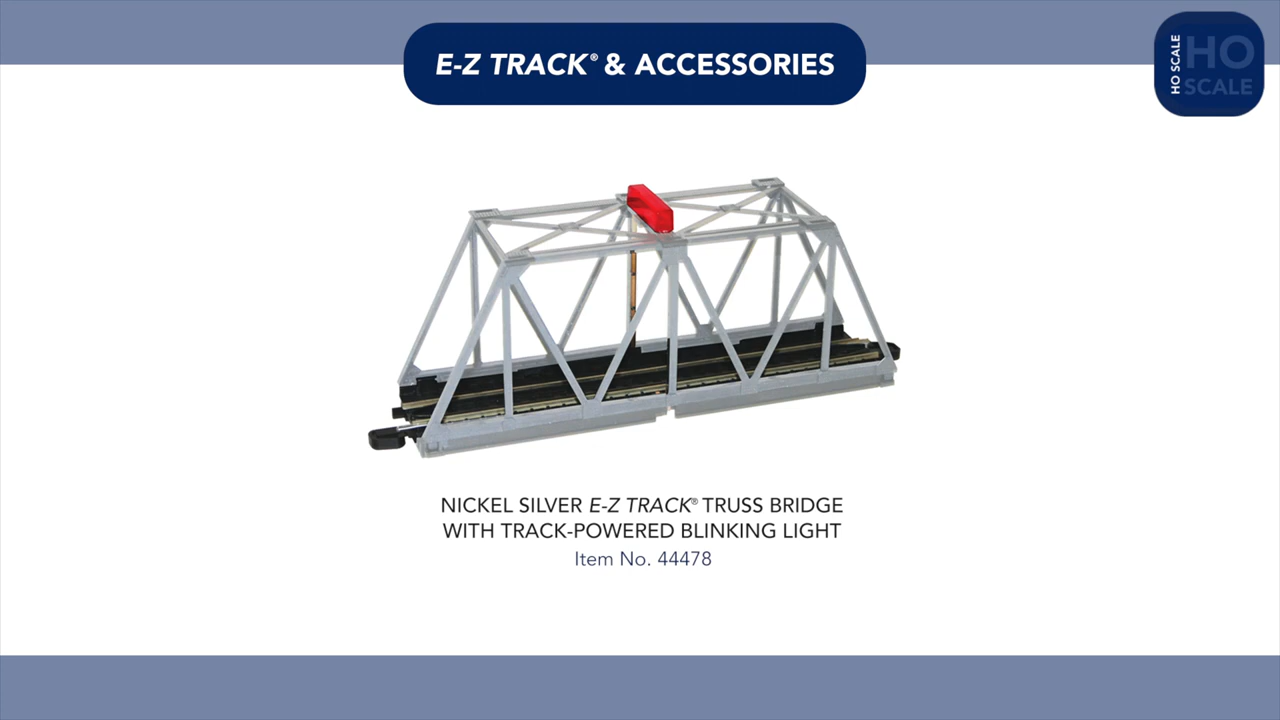 E-Z TRACK® & ACCESSORIES
HO SCALE
HO
SCALE
NICKEL SILVER E-Z TRACK® TRUSS BRIDGE
WITH TRACK-POWERED BLINKING LIGHT
Item No. 44478